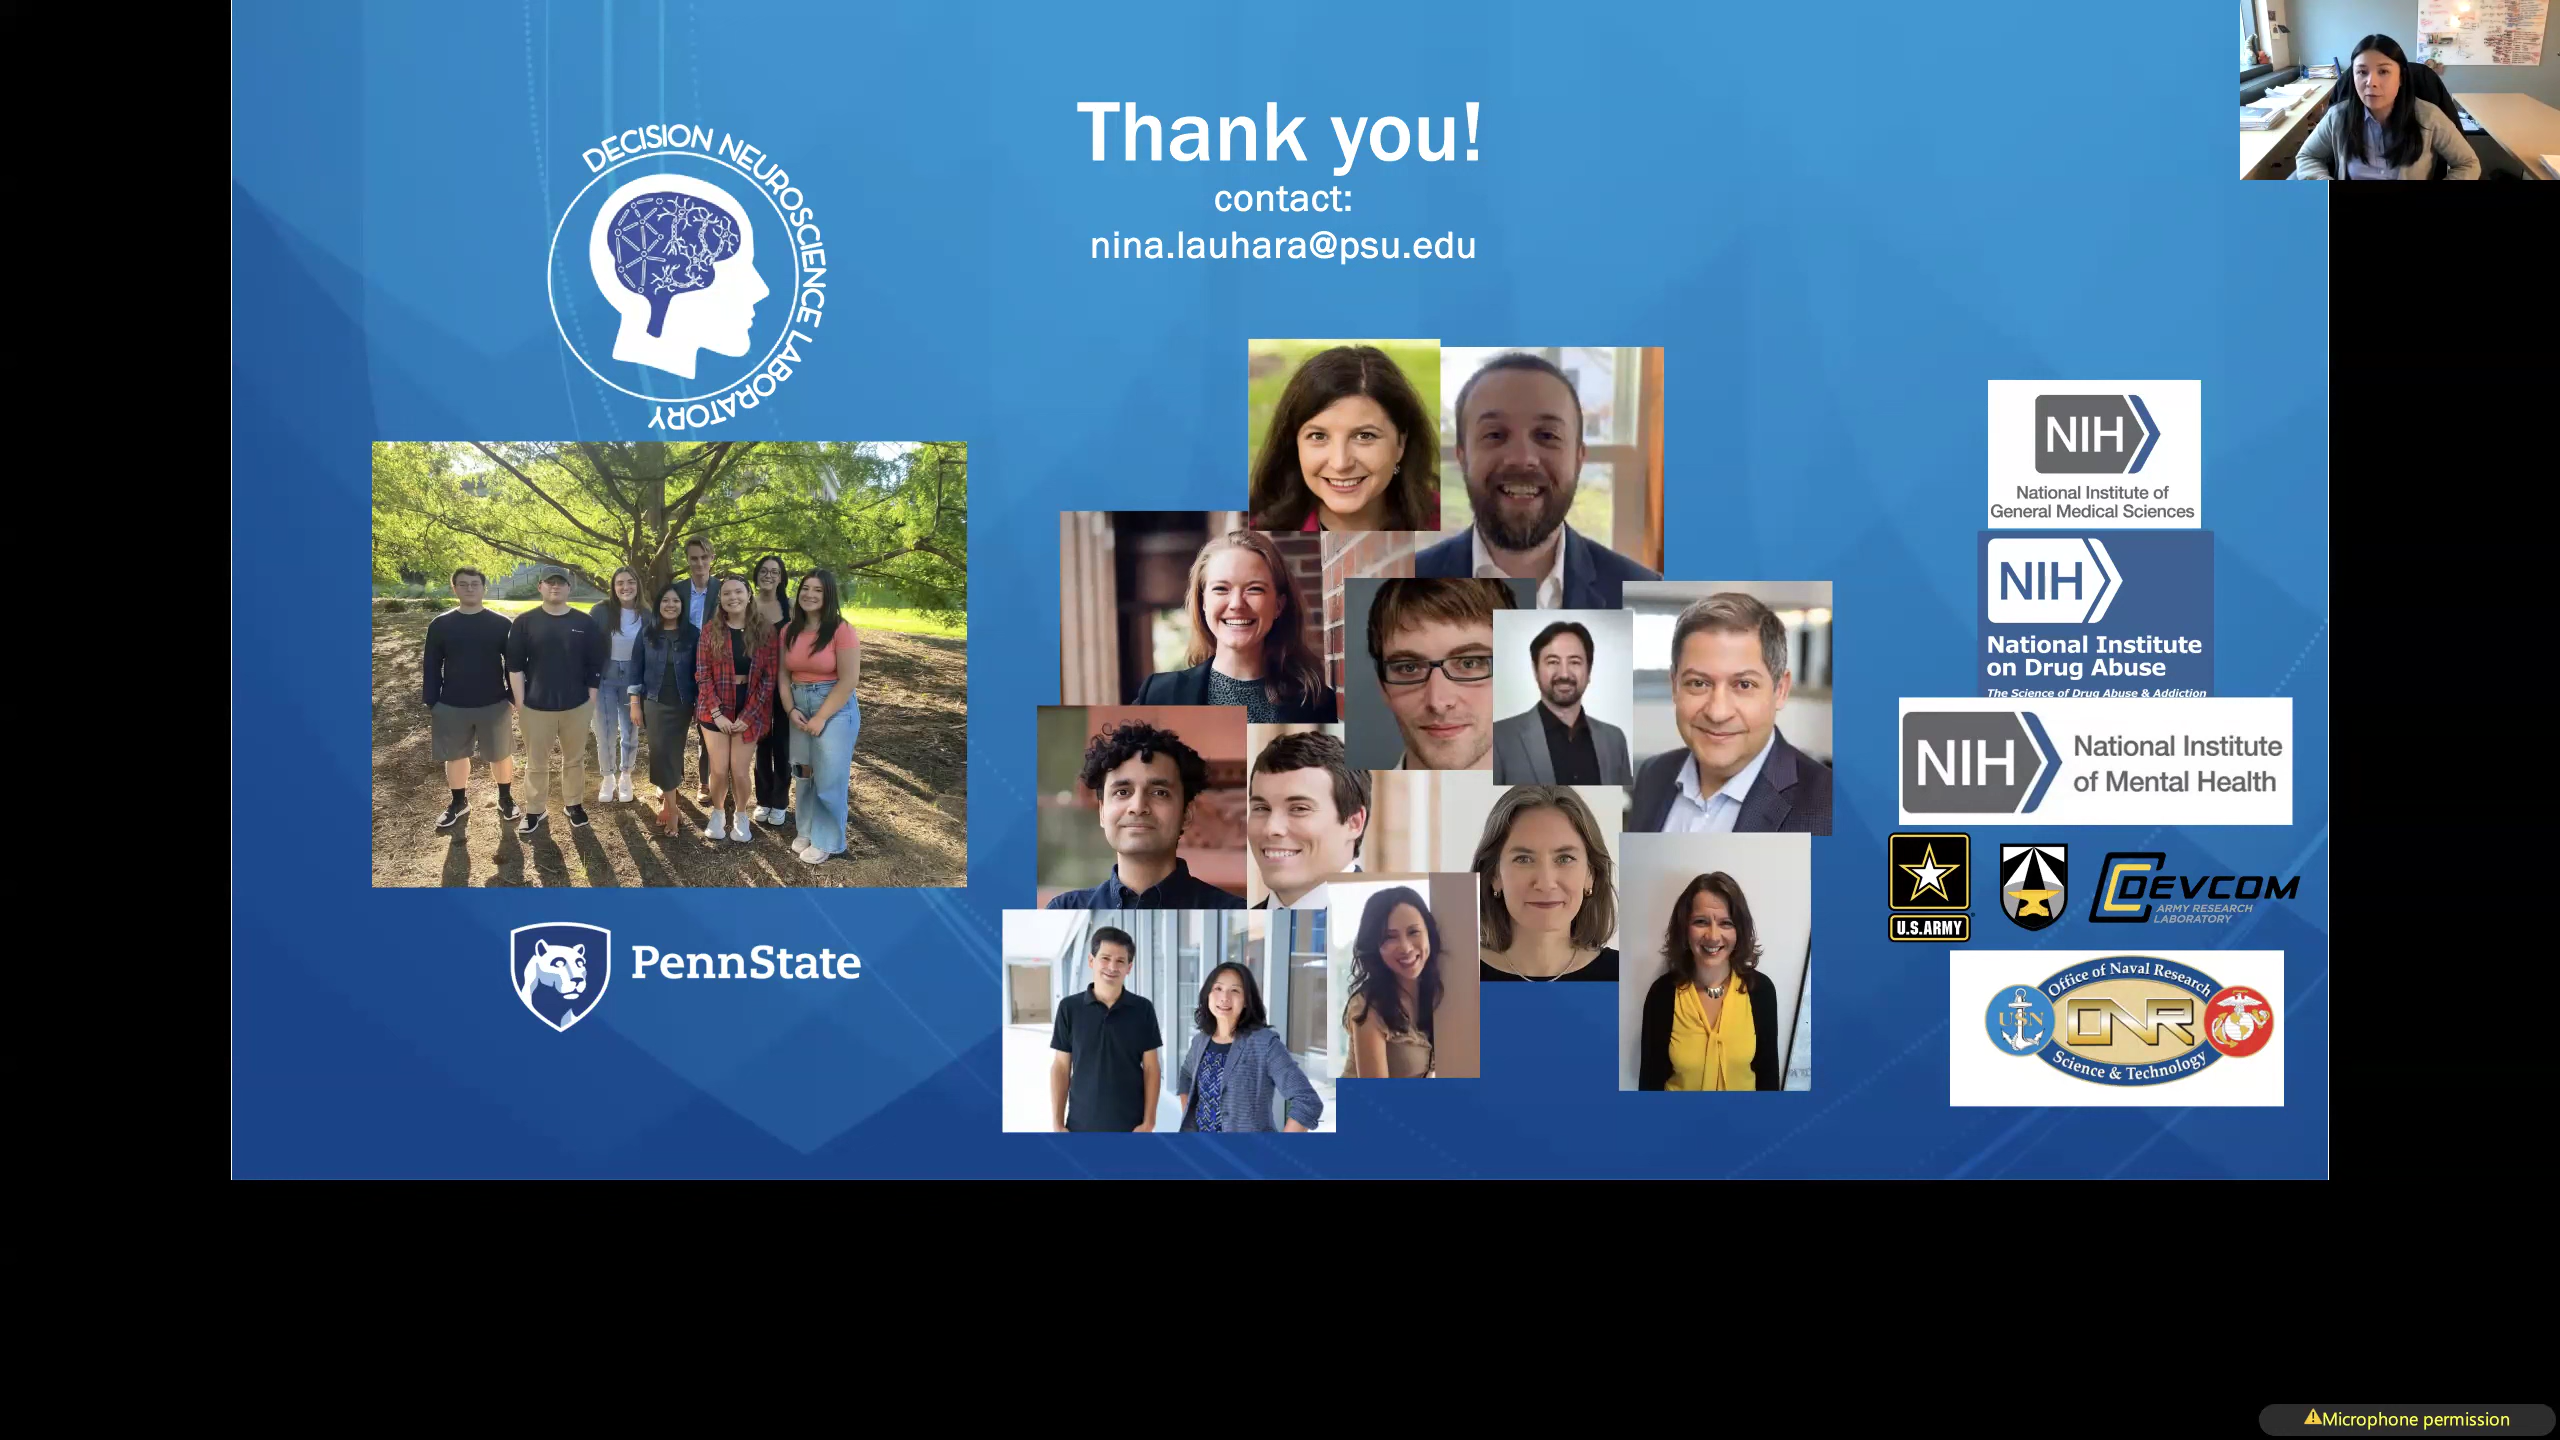 DECISION NEUROSCIENCE LABORATORY
Thank you!
contact:
nina.lauhara@psu.edu
PennState
NIH
National Institute of
General Medical Sciences
NIH
National Institute
on Drug Abuse
The Science of Drug Abuse & Addiction
NIH
National Institute
of Mental Health
U.S.ARMY
DEVCOM
ARMY RESEARCH
LABORATORY
Office of Naval Research
USN
ONR
Science & Technology
Microphone permission